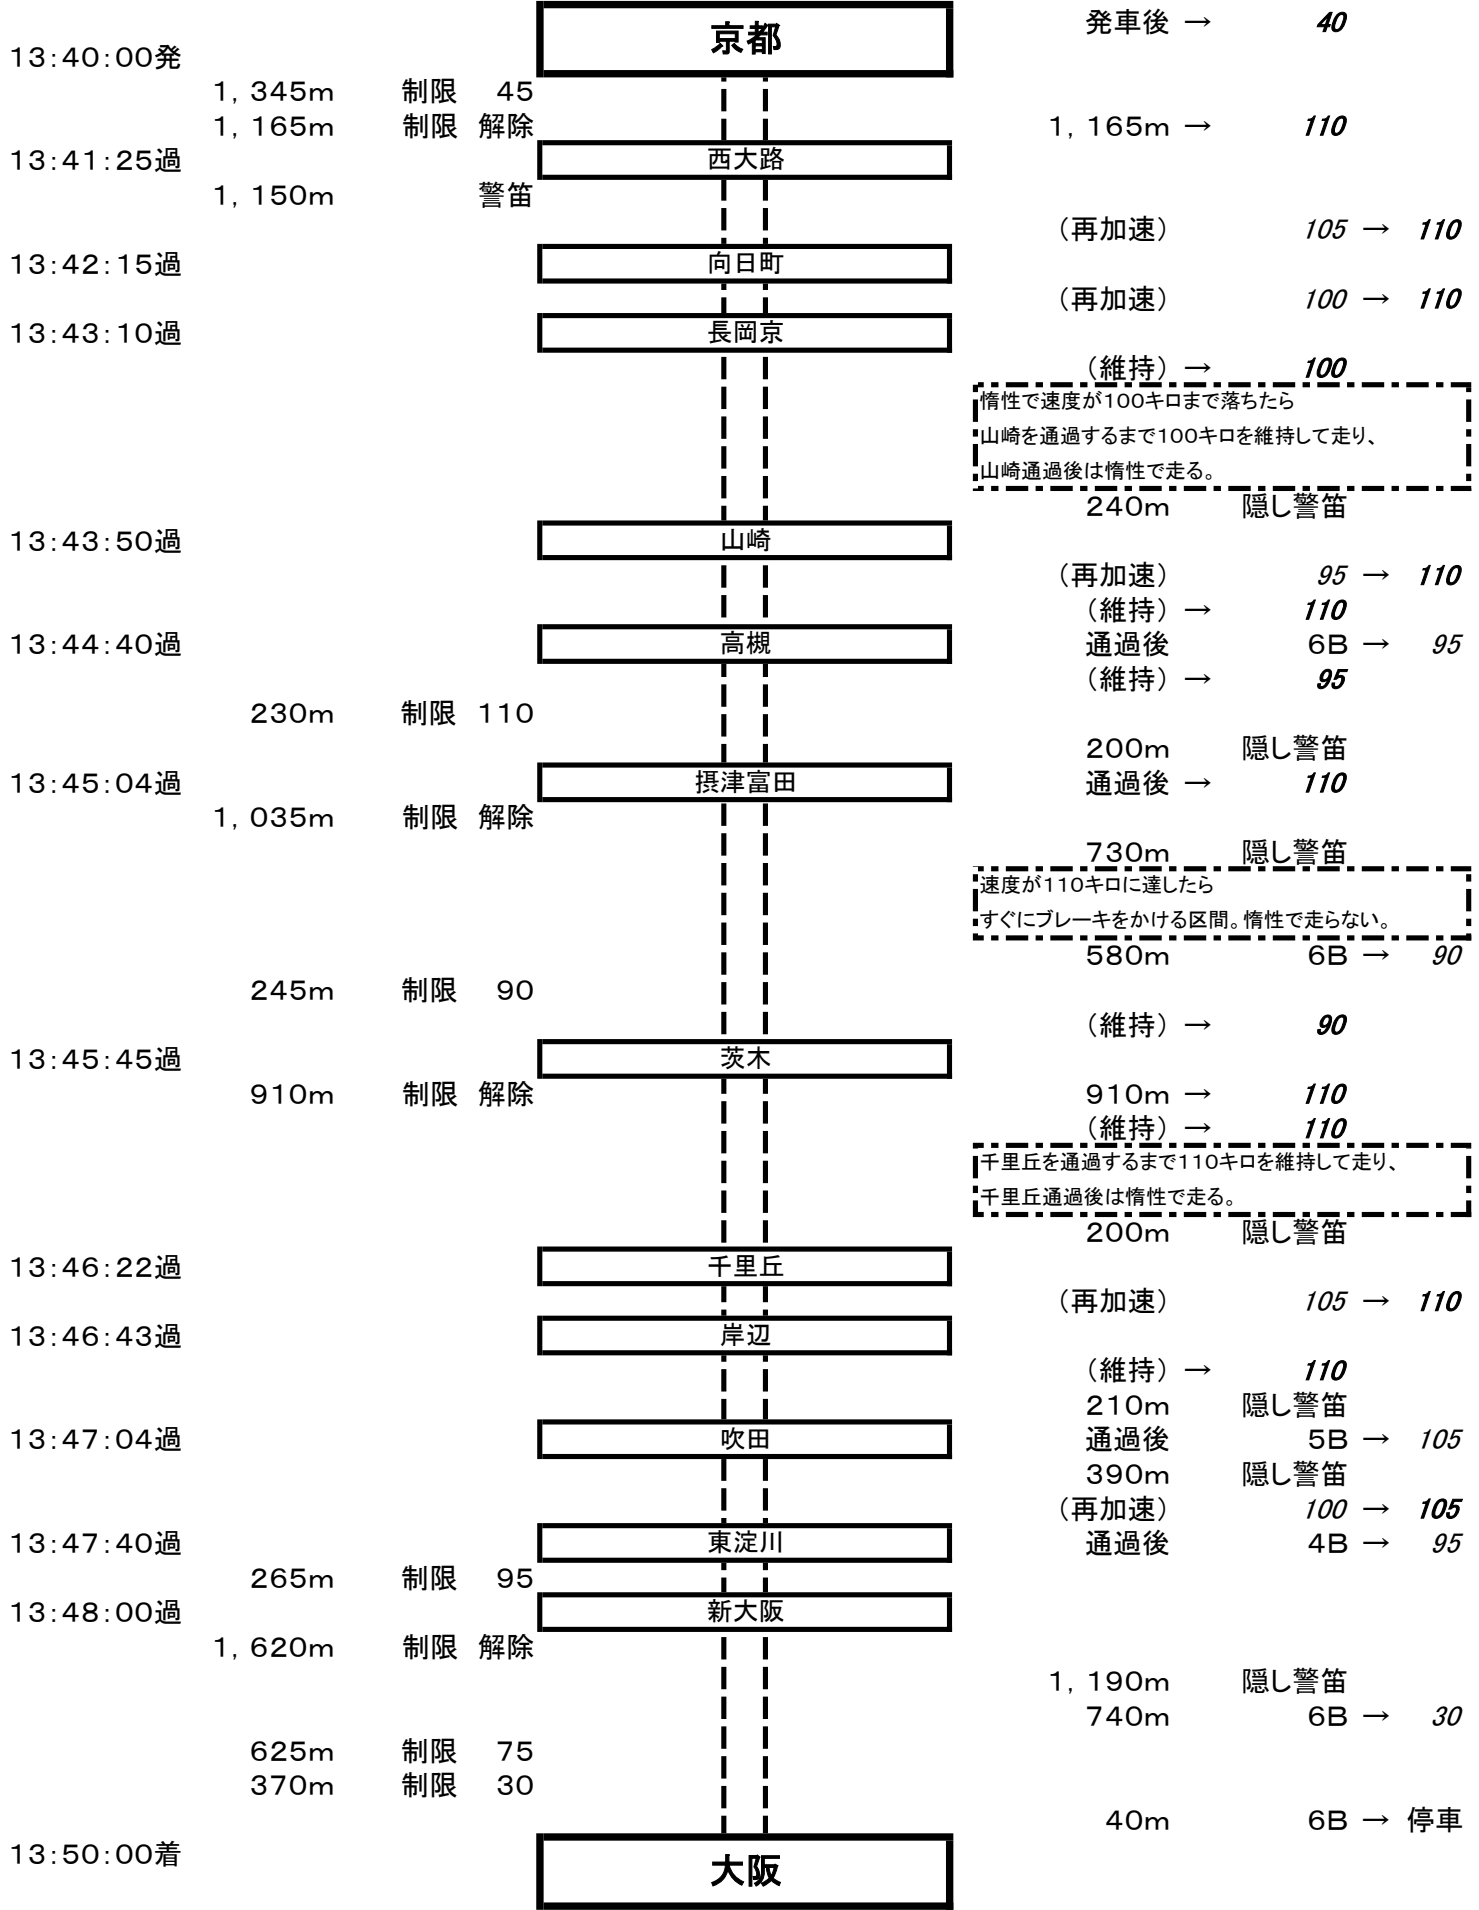 京都
発車後 → 40
13:40:00発
1,345m 制限 45
1,165m 制限 解除 1,165m → 110
13:41:25過 西大路
1,150m 警笛
(再加速) 105 → 110
13:42:15過 向日町
(再加速) 100 → 110
13:43:10過 長岡京
(維持) → 100
惰性で速度が100キロまで落ちたら
山崎を通過するまで100キロを維持して走り、
山崎通過後は惰性で走る。
240m 隠し警笛
13:43:50過 山崎
(再加速) 95 → 110
(維持) → 110
13:44:40過 高槻 通過後 6B → 95
(維持) → 95
230m 制限 110
200m 隠し警笛
13:45:04過 摂津富田 通過後 → 110
1,035m 制限 解除
730m 隠し警笛
速度が110キロに達したら
すぐにブレーキをかける区間。惰性で走らない。
580m 6B → 90
245m 制限 90
(維持) → 90
13:45:45過 茨木
910m 制限 解除 910m → 110
(維持) → 110
千里丘を通過するまで110キロを維持して走り、
千里丘通過後は惰性で走る。
200m 隠し警笛
13:46:22過 千里丘
(再加速) 105 → 110
13:46:43過 岸辺
(維持) → 110
210m 隠し警笛
13:47:04過 吹田 通過後 5B → 105
390m 隠し警笛
(再加速) 100 → 105
13:47:40過 東淀川 通過後 4B → 95
265m 制限 95
13:48:00過 新大阪
1,620m 制限 解除
1,190m 隠し警笛
740m 6B → 30
625m 制限 75
370m 制限 30
40m 6B → 停車
13:50:00着 大阪